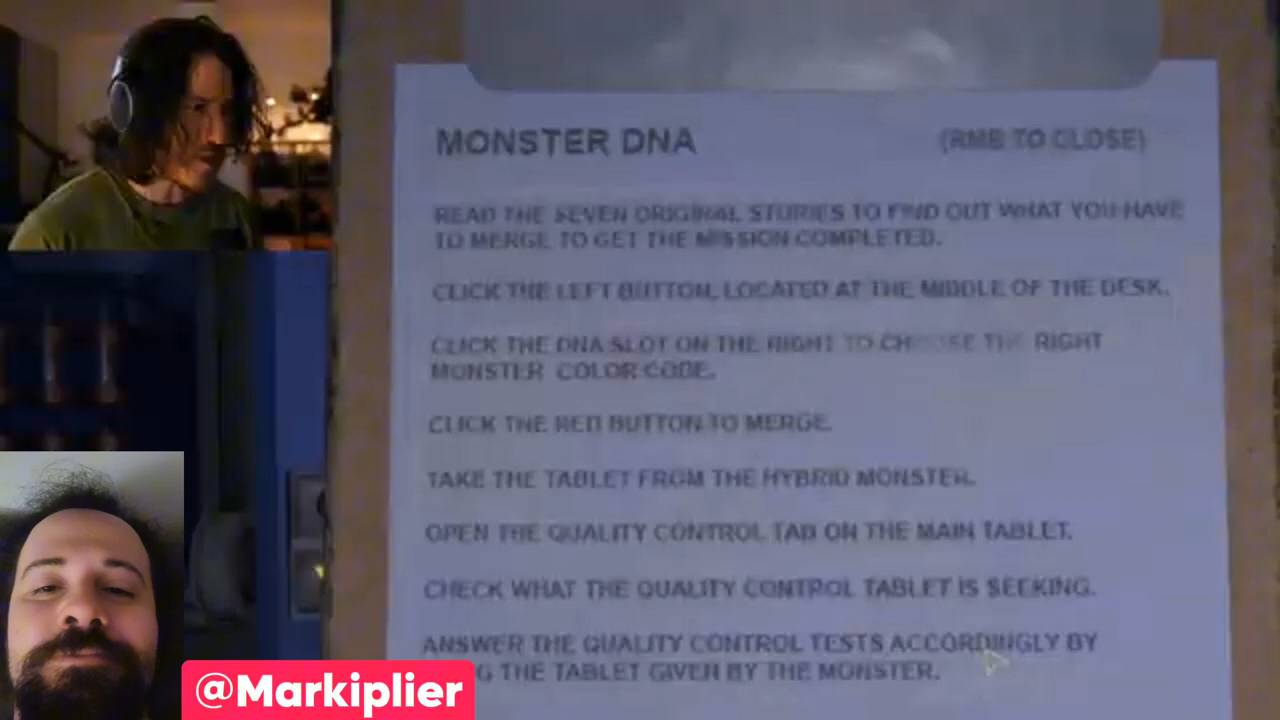 MONSTER DNA (RMB TO CLOSE)
READ THE SEVEN ORIGINAL STORIES TO FIND OUT WHAT YOU HAVE
TO MERGE TO GET THE MISSION COMPLETED.
CLICK THE LEFT BUTTON, LOCATED AT THE MIDDLE OF THE DESK.
CLICK THE DNA SLOT ON THE RIGHT TO CHOOSE THE RIGHT
MONSTER COLOR CODE.
CLICK THE RED BUTTON TO MERGE.
TAKE THE TABLET FROM THE HYBRID MONSTER.
OPEN THE QUALITY CONTROL TAB ON THE MAIN TABLET.
CHECK WHAT THE QUALITY CONTROL TABLET IS SEEKING.
ANSWER THE QUALITY CONTROL TESTS ACCORDINGLY BY
G THE TABLET GIVEN BY THE MONSTER.
@Markiplier